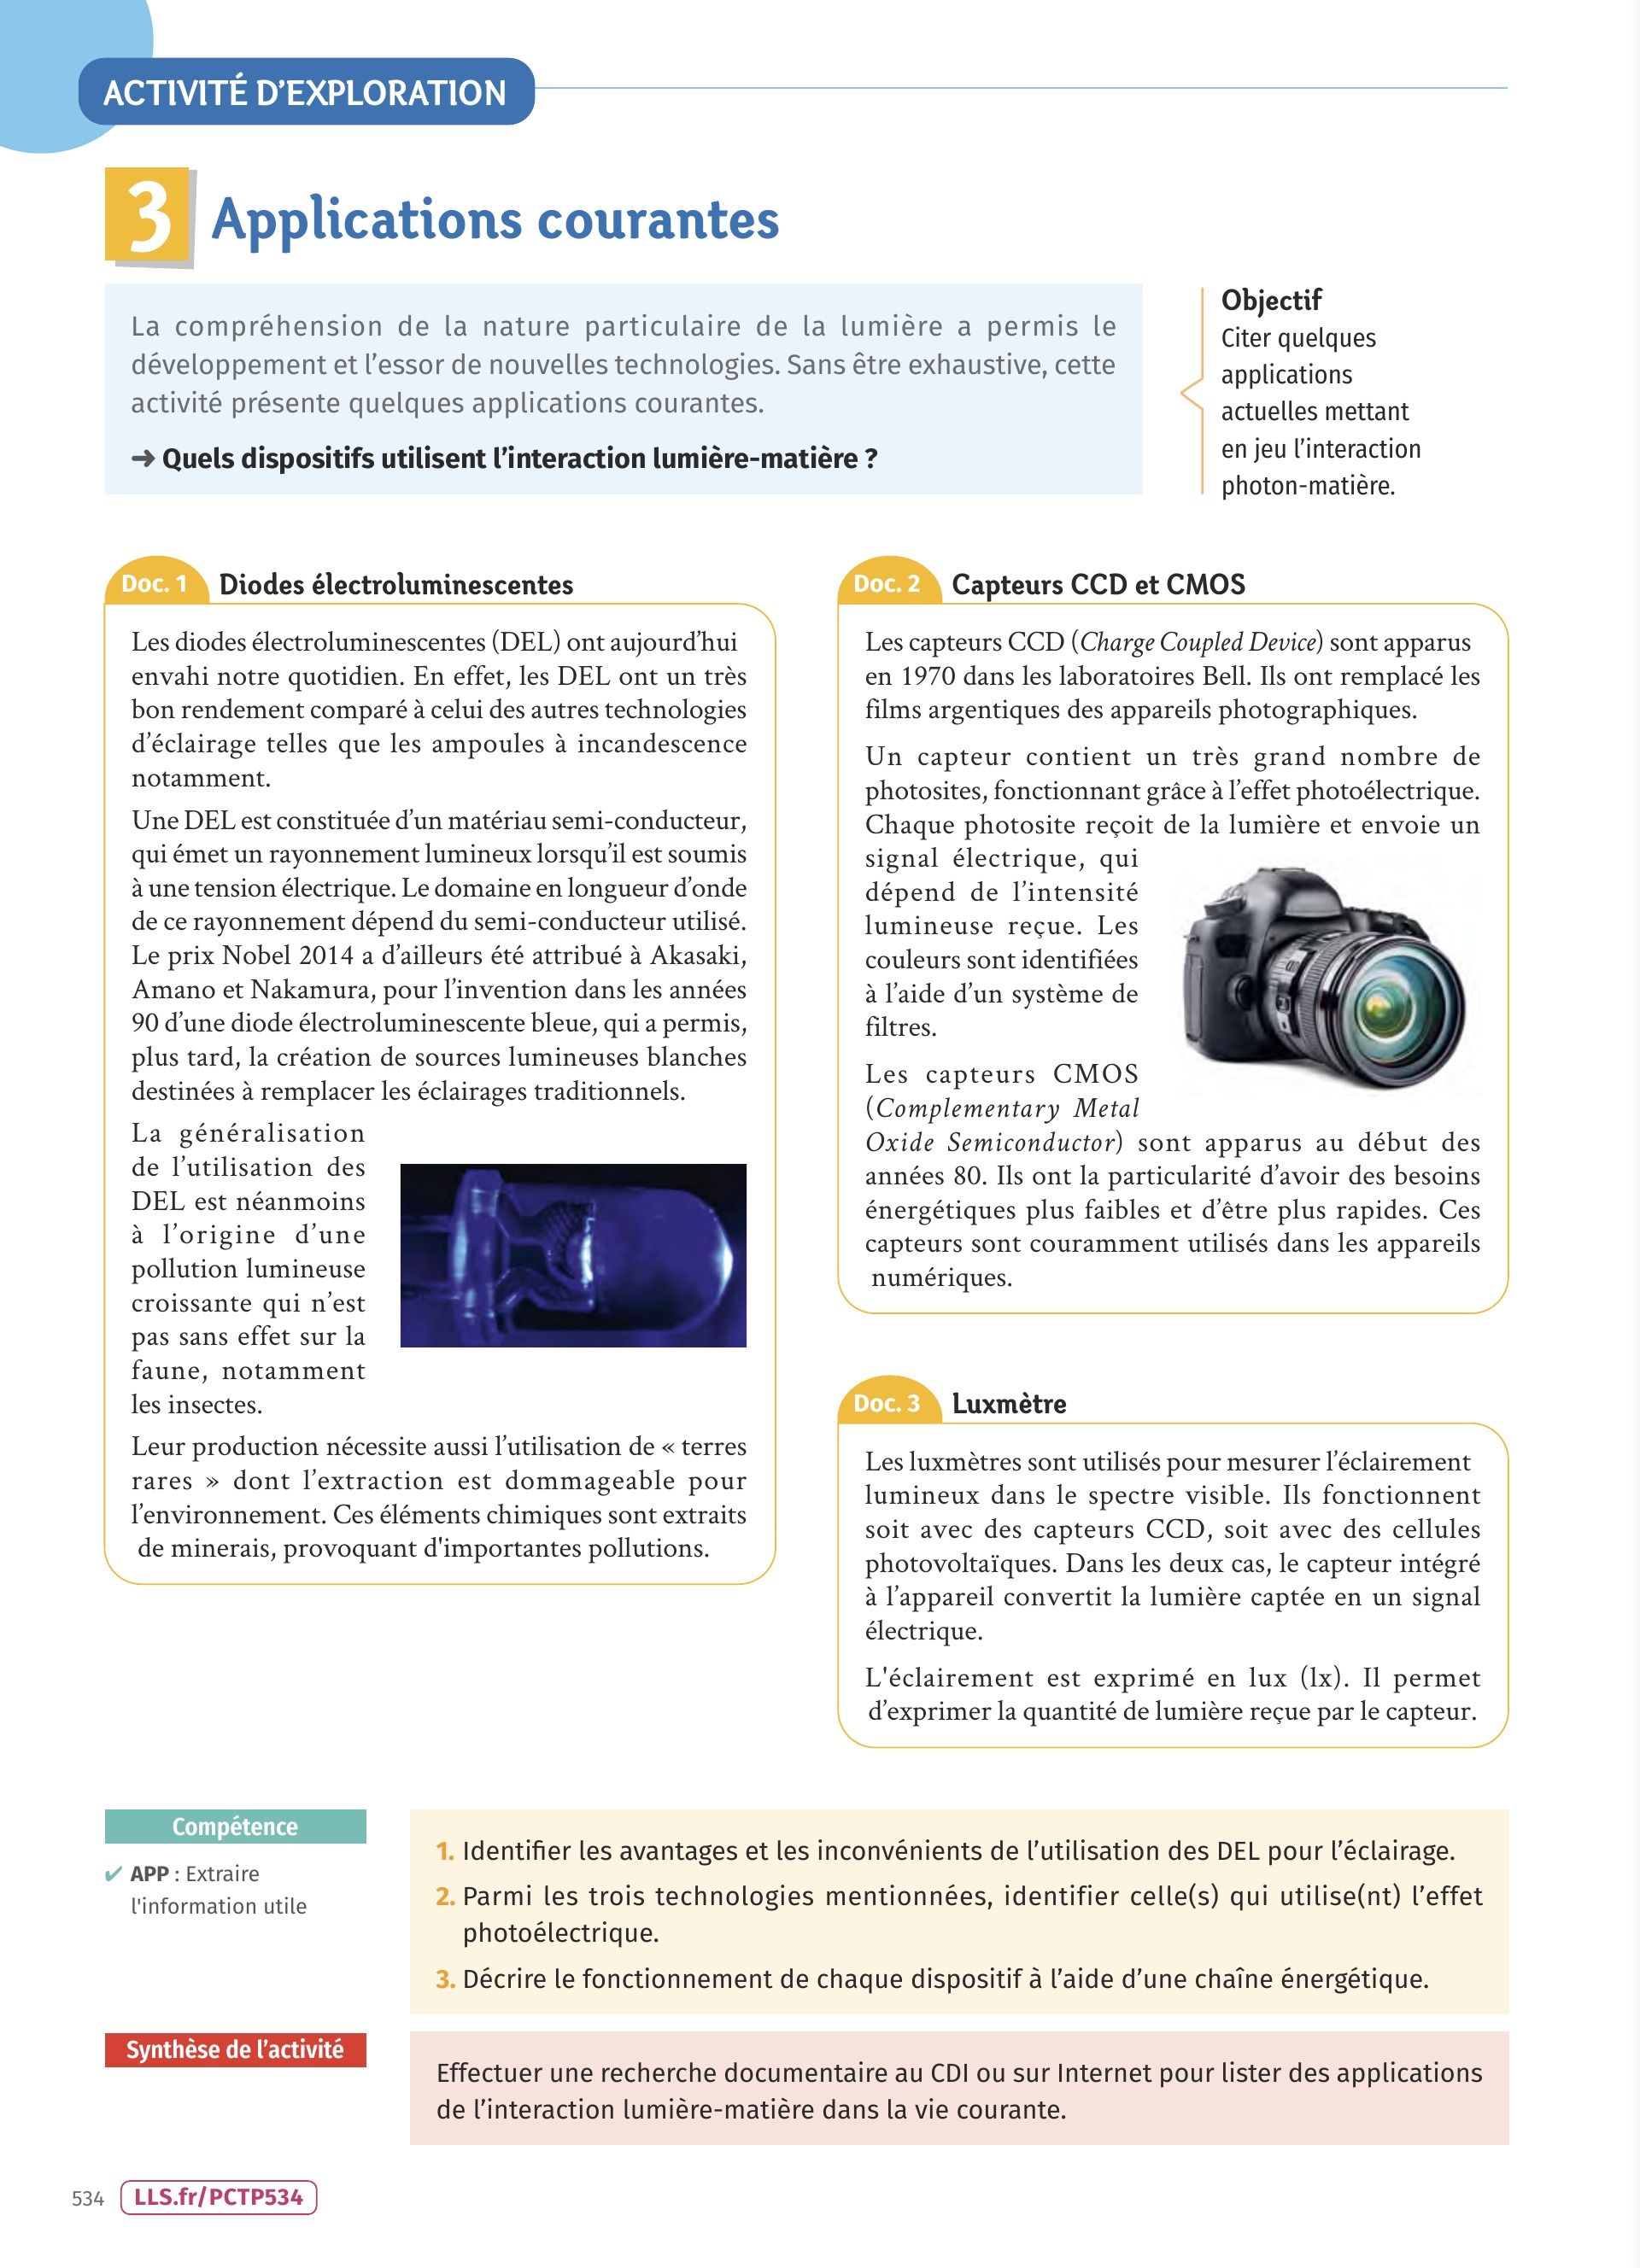 ACTIVITÉ D’EXPLORATION
3 Applications courantes
La compréhension de la nature particulaire de la lumière a permis le
développement et l’essor de nouvelles technologies. Sans être exhaustive, cette
activité présente quelques applications courantes.
➜ Quels dispositifs utilisent l’interaction lumière-matière ?
Objectif
Citer quelques
applications
actuelles mettant
en jeu l’interaction
photon-matière.
Doc. 1 Diodes électroluminescentes
Les diodes électroluminescentes (DEL) ont aujourd’hui
envahi notre quotidien. En effet, les DEL ont un très
bon rendement comparé à celui des autres technologies
d’éclairage telles que les ampoules à incandescence
notamment.
Une DEL est constituée d’un matériau semi-conducteur,
qui émet un rayonnement lumineux lorsqu’il est soumis
à une tension électrique. Le domaine en longueur d’onde
de ce rayonnement dépend du semi-conducteur utilisé.
Le prix Nobel 2014 a d’ailleurs été attribué à Akasaki,
Amano et Nakamura, pour l’invention dans les années
90 d’une diode électroluminescente bleue, qui a permis,
plus tard, la création de sources lumineuses blanches
destinées à remplacer les éclairages traditionnels.
La généralisation
de l’utilisation des
DEL est néanmoins
à l’origine d’une
pollution lumineuse
croissante qui n’est
pas sans effet sur la
faune, notamment
les insectes.
Leur production nécessite aussi l’utilisation de « terres
rares » dont l’extraction est dommageable pour
l’environnement. Ces éléments chimiques sont extraits
de minerais, provoquant d'importantes pollutions.
Doc. 2 Capteurs CCD et CMOS
Les capteurs CCD (Charge Coupled Device) sont apparus
en 1970 dans les laboratoires Bell. Ils ont remplacé les
films argentiques des appareils photographiques.
Un capteur contient un très grand nombre de
photosites, fonctionnant grâce à l’effet photoélectrique.
Chaque photosite reçoit de la lumière et envoie un
signal électrique, qui
dépend de l’intensité
lumineuse reçue. Les
couleurs sont identifiées
à l’aide d’un système de
filtres.
Les capteurs CMOS
(Complementary Metal
Oxide Semiconductor) sont apparus au début des
années 80. Ils ont la particularité d’avoir des besoins
énergétiques plus faibles et d’être plus rapides. Ces
capteurs sont couramment utilisés dans les appareils
numériques.
Doc. 3 Luxmètre
Les luxmètres sont utilisés pour mesurer l’éclairement
lumineux dans le spectre visible. Ils fonctionnent
soit avec des capteurs CCD, soit avec des cellules
photovoltaïques. Dans les deux cas, le capteur intégré
à l’appareil convertit la lumière captée en un signal
électrique.
L'éclairement est exprimé en lux (lx). Il permet
d’exprimer la quantité de lumière reçue par le capteur.
Compétence
✔ APP : Extraire
l'information utile
1. Identifier les avantages et les inconvénients de l’utilisation des DEL pour l’éclairage.
2. Parmi les trois technologies mentionnées, identifier celle(s) qui utilise(nt) l’effet
photoélectrique.
3. Décrire le fonctionnement de chaque dispositif à l’aide d’une chaîne énergétique.
Synthèse de l’activité
Effectuer une recherche documentaire au CDI ou sur Internet pour lister des applications
de l’interaction lumière-matière dans la vie courante.
534 LLS.fr/PCTP534